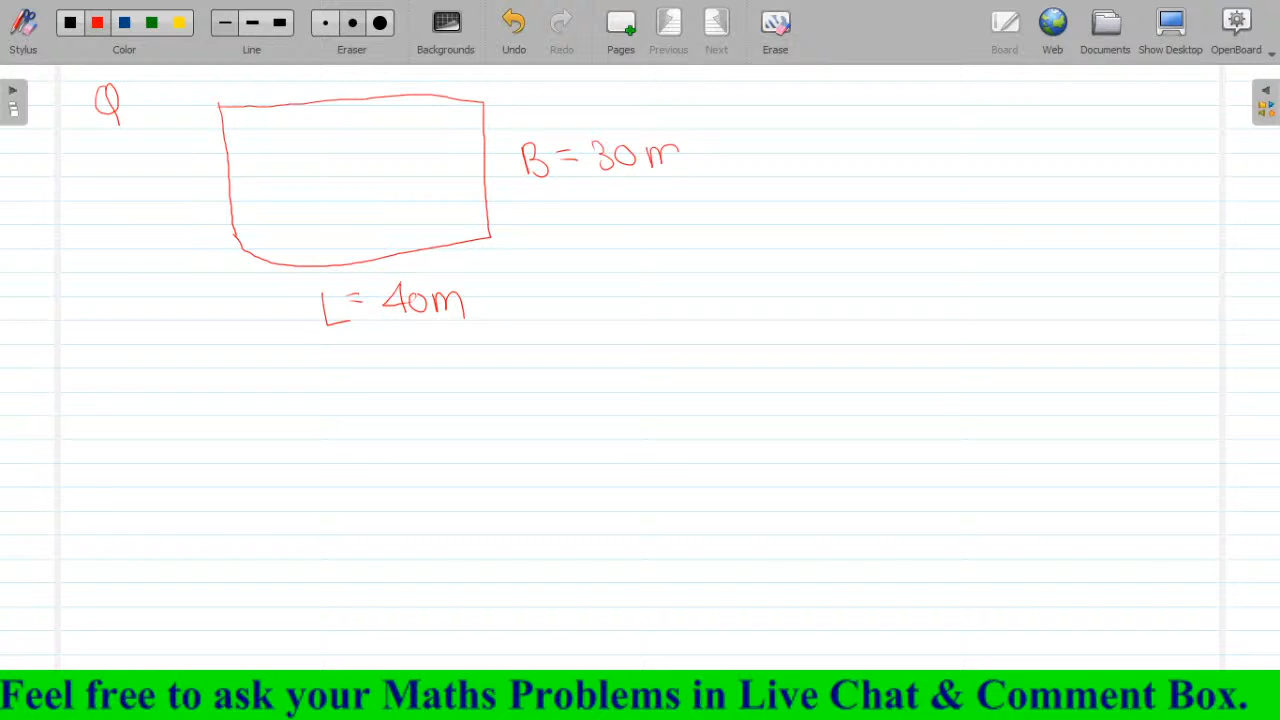 Stylus Color Line Eraser Backgrounds Undo Redo Pages Previous Next Erase Board Web Documents Show Desktop OpenBoard
Q
B = 30 m
L = 40m
Feel free to ask your Maths Problems in Live Chat & Comment Box.